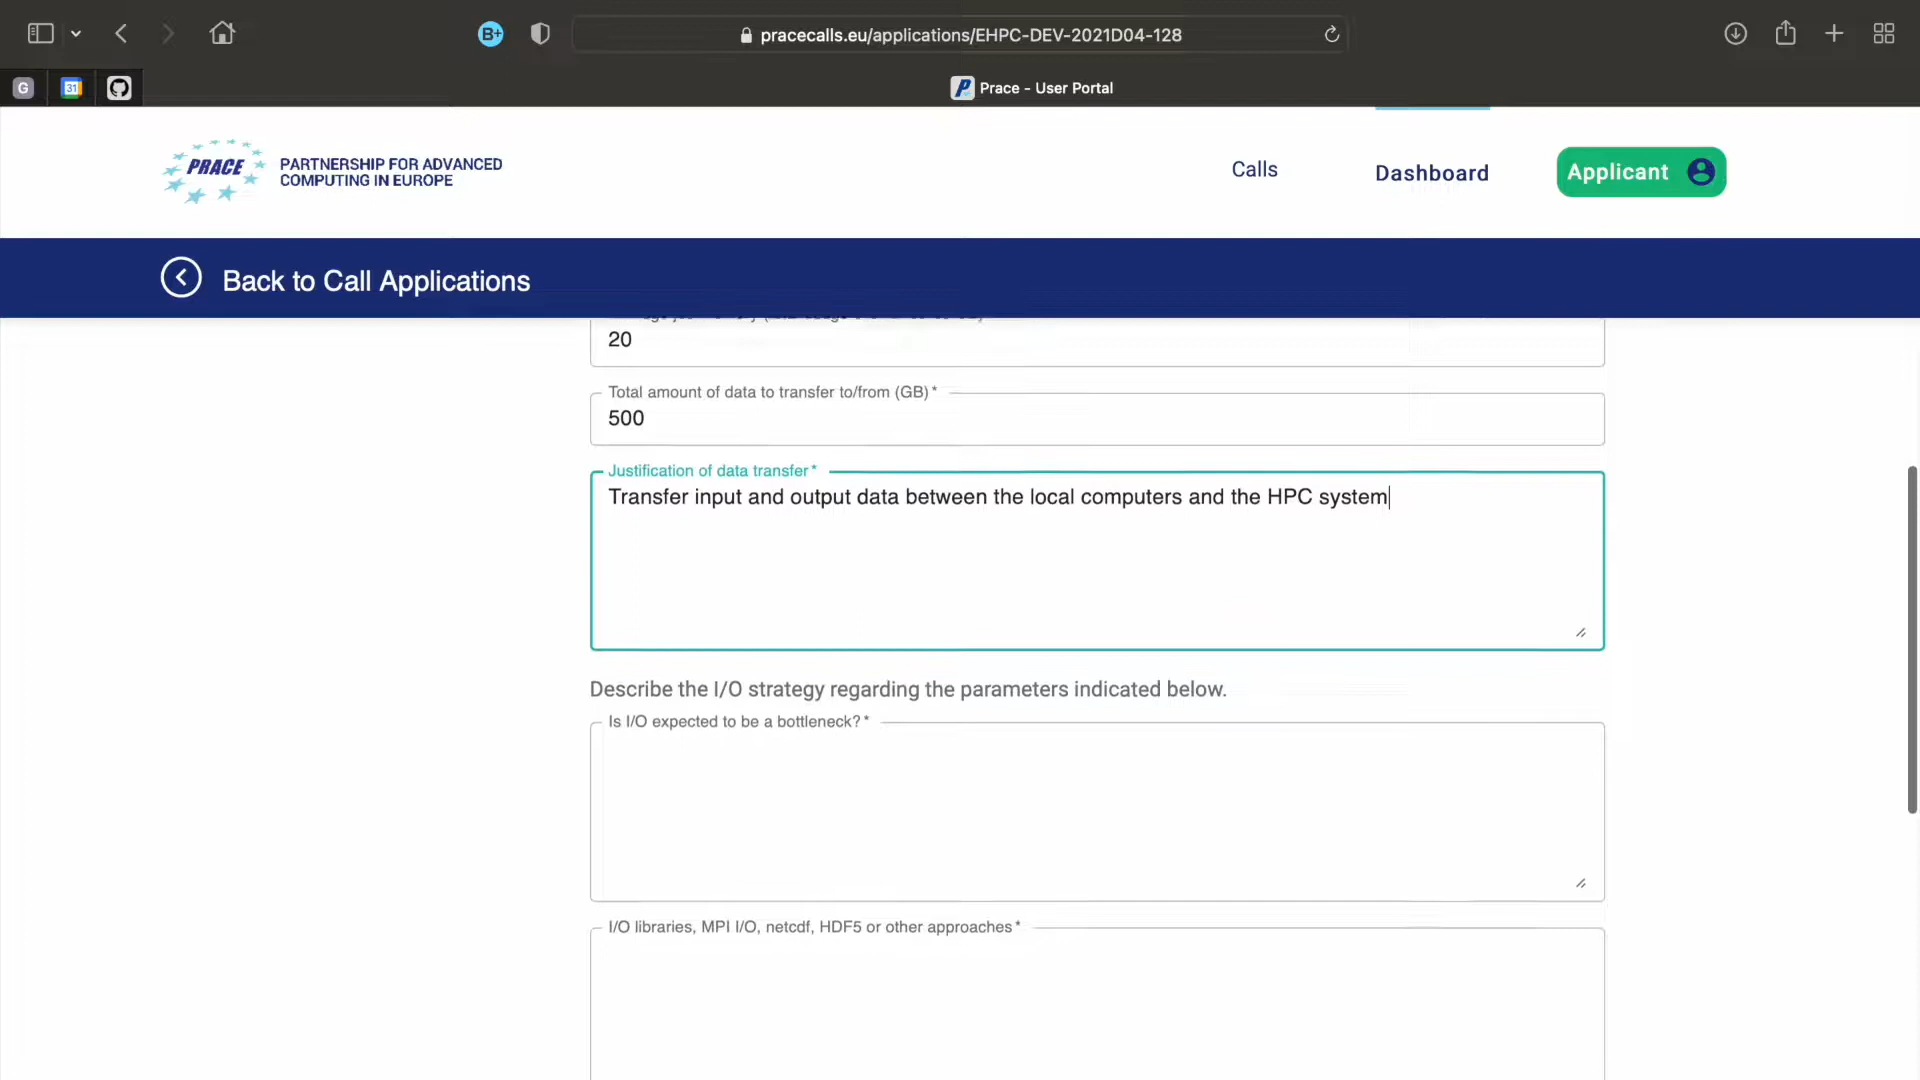 B+
pracecalls.eu/applications/EHPC-DEV-2021D04-128
G
31
P
Prace - User Portal
PRACE
PARTNERSHIP FOR ADVANCED
COMPUTING IN EUROPE
Calls
Dashboard
Applicant
Back to Call Applications
20
Total amount of data to transfer to/from (GB) *
500
Justification of data transfer *
Transfer input and output data between the local computers and the HPC system
Describe the I/O strategy regarding the parameters indicated below.
Is I/O expected to be a bottleneck? *
I/O libraries, MPI I/O, netcdf, HDF5 or other approaches *